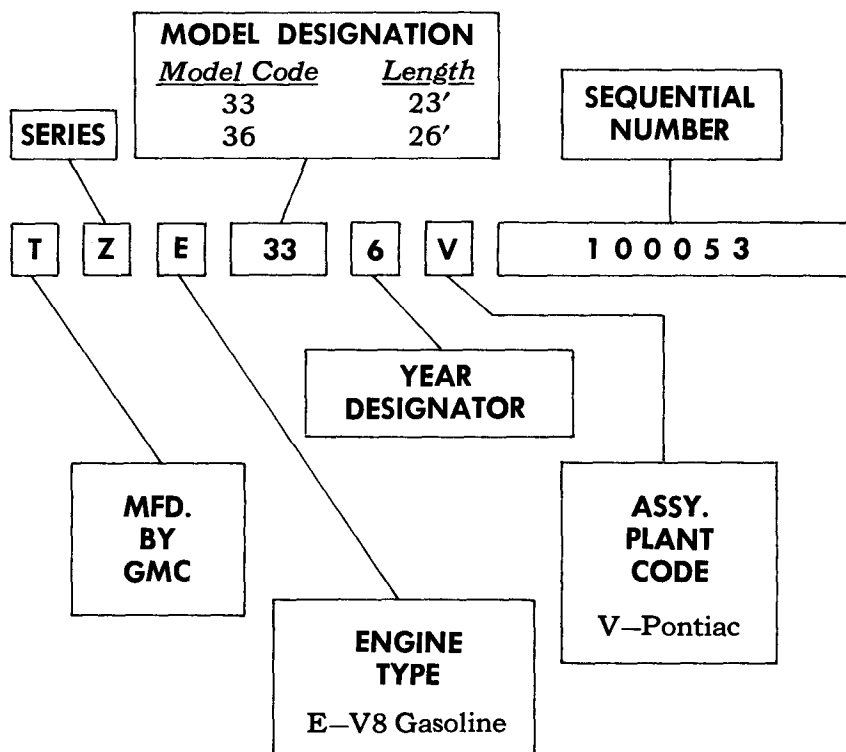 MODEL DESIGNATION
Model Code Length
33 23'
36 26'
SERIES
SEQUENTIAL
NUMBER
T Z E 33 6 V 100053
YEAR
DESIGNATOR
MFD.
BY
GMC
ASSY.
PLANT
CODE
V—Pontiac
ENGINE
TYPE
E—V8 Gasoline